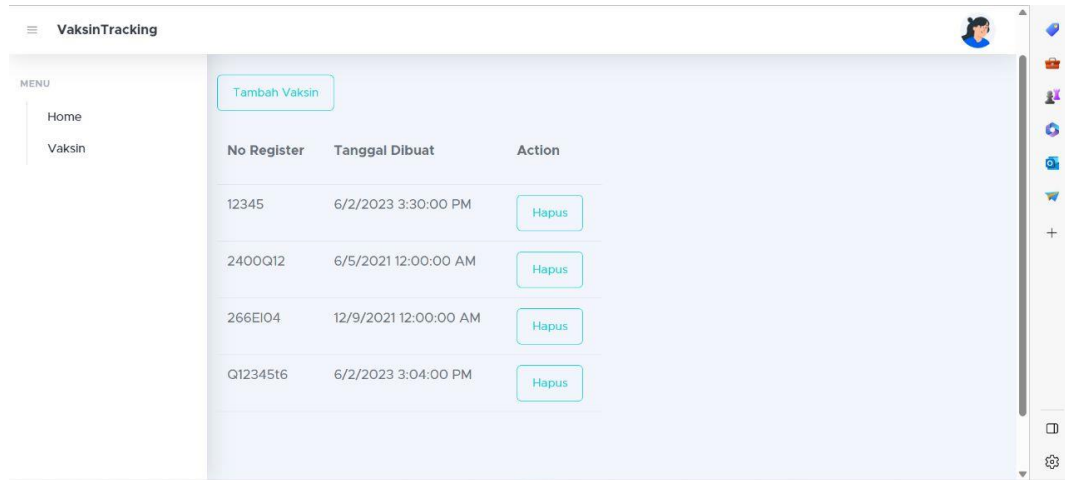 VaksinTracking
MENU
Home
Vaksin
Tambah Vaksin
No Register Tanggal Dibuat Action
12345 6/2/2023 3:30:00 PM Hapus
2400Q12 6/5/2021 12:00:00 AM Hapus
266EI04 12/9/2021 12:00:00 AM Hapus
Q12345t6 6/2/2023 3:04:00 PM Hapus